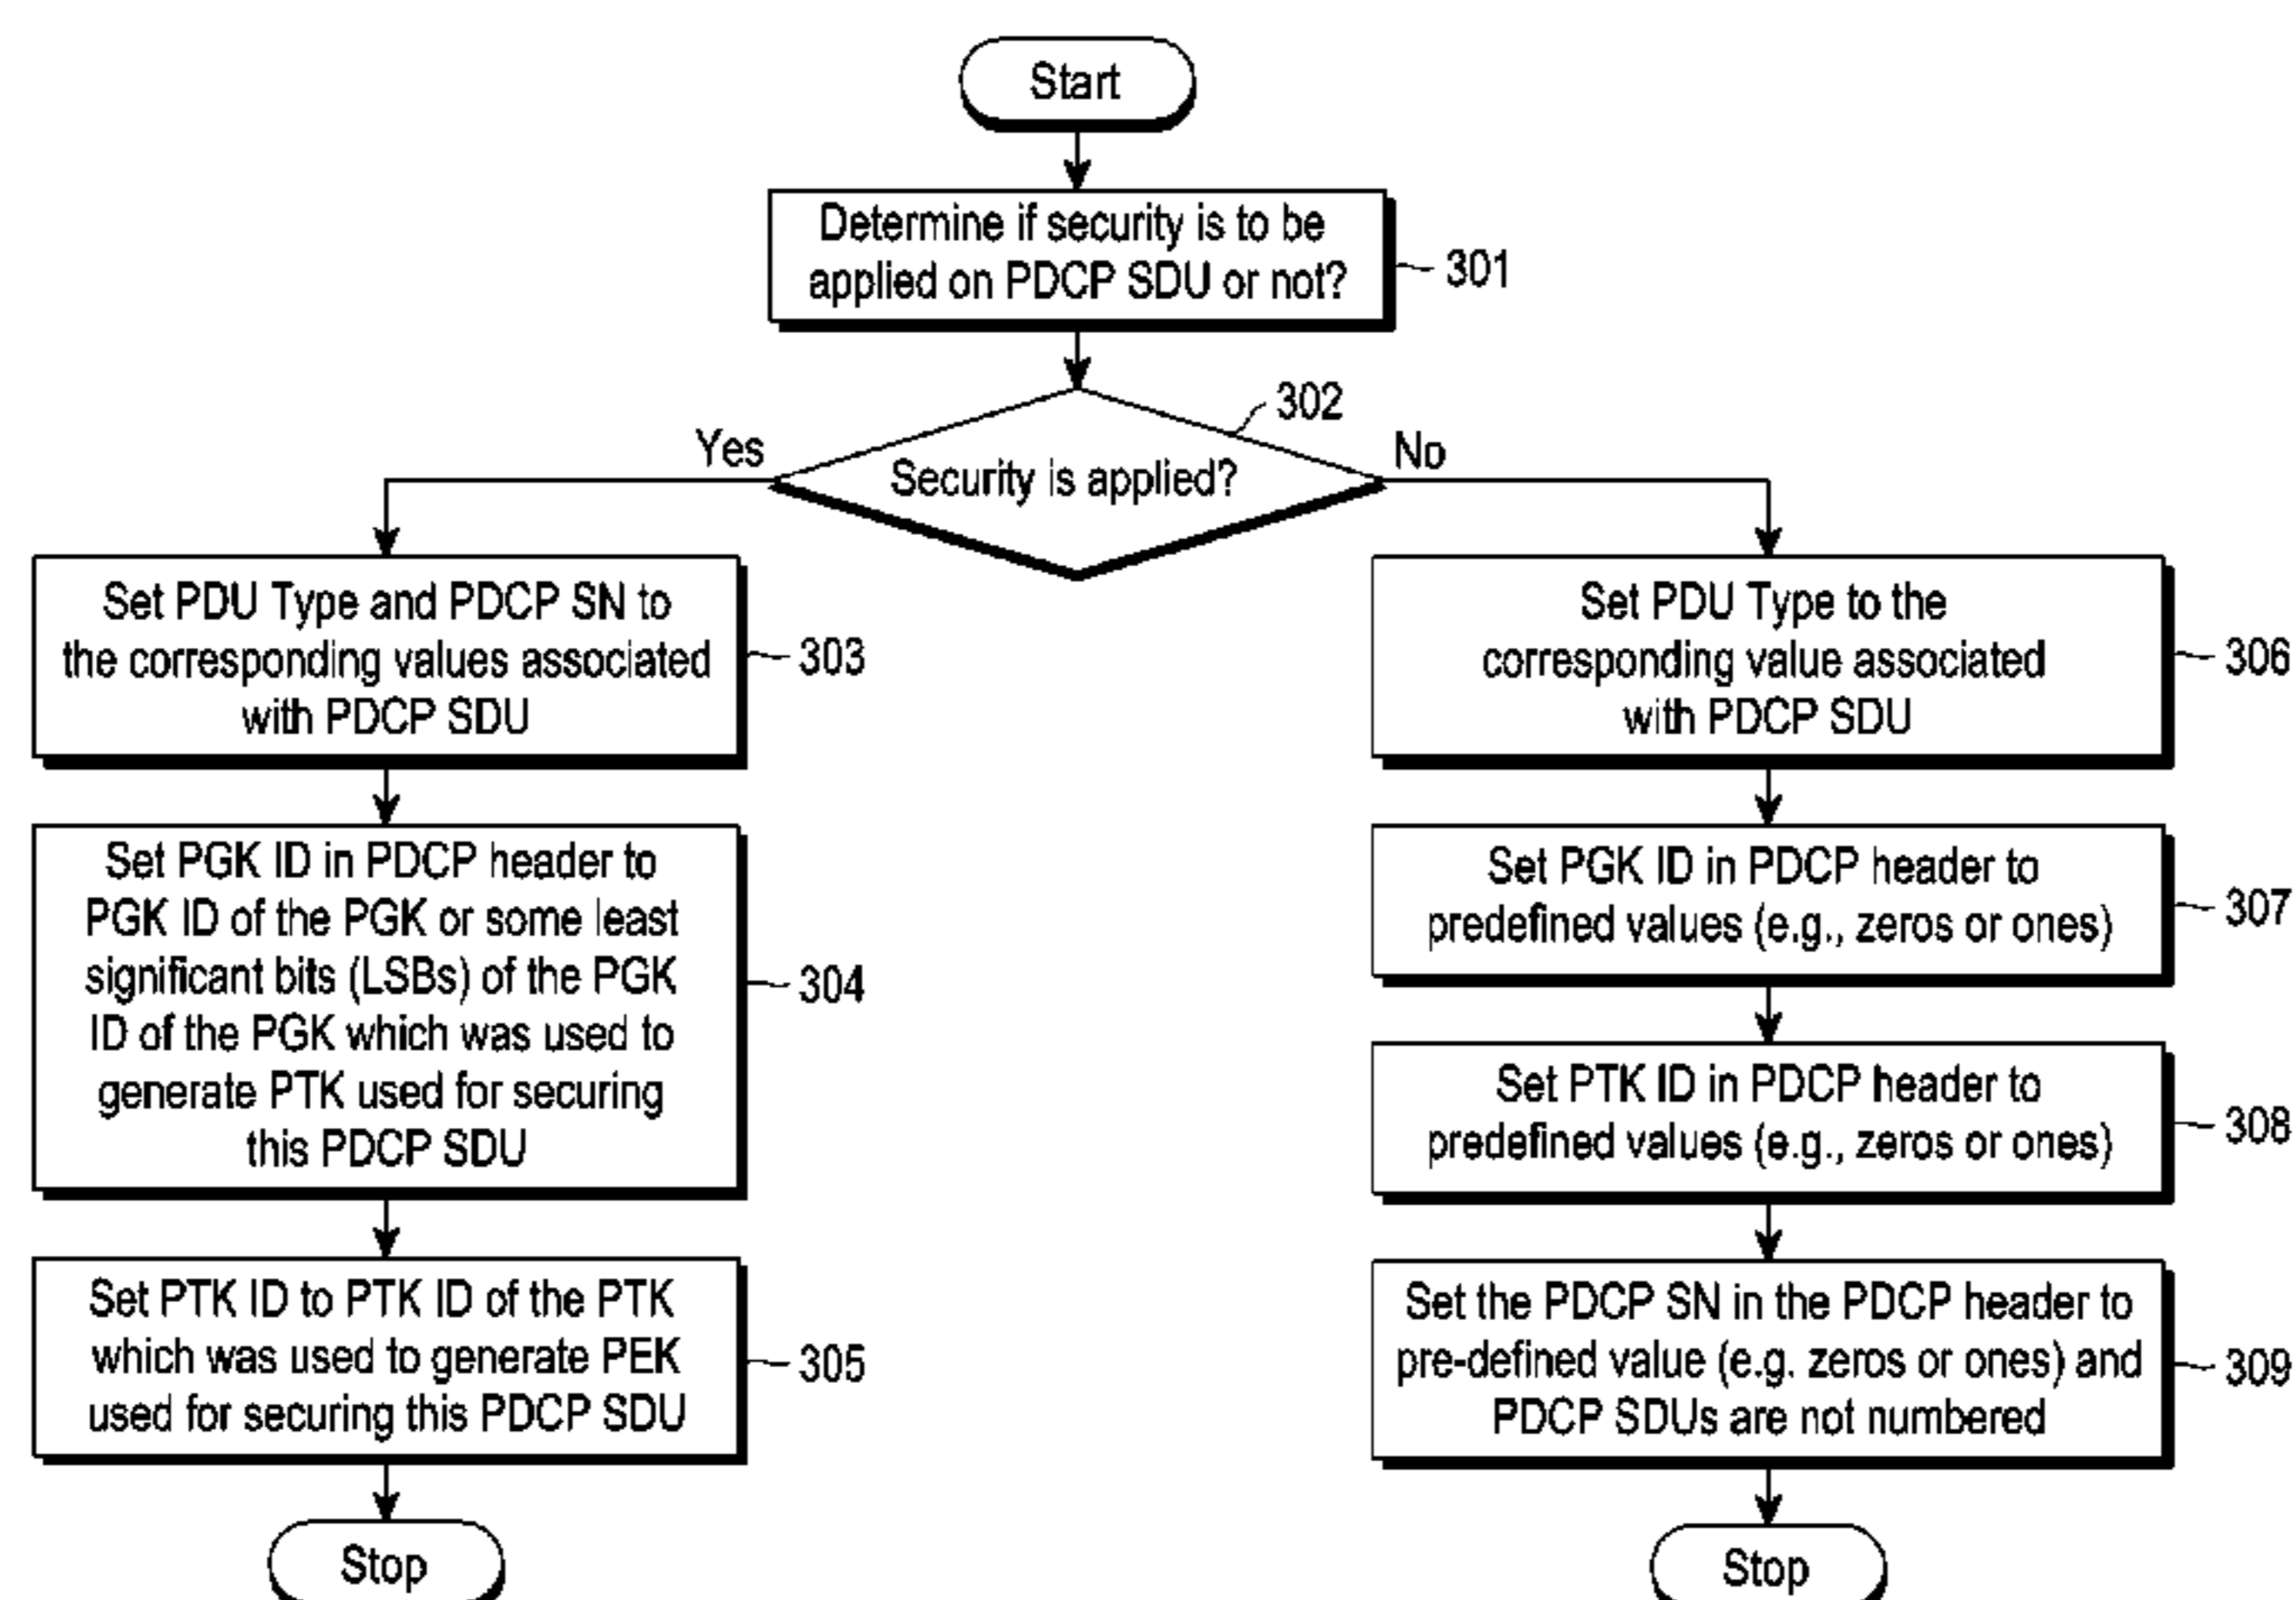 Start
Determine if security is to be
applied on PDCP SDU or not?
301
302
Security is applied?
Yes
No
Set PDU Type and PDCP SN to
the corresponding values associated
with PDCP SDU
303
Set PGK ID in PDCP header to
PGK ID of the PGK or some least
significant bits (LSBs) of the PGK
ID of the PGK which was used to
generate PTK used for securing
this PDCP SDU
304
Set PTK ID to PTK ID of the PTK
which was used to generate PEK
used for securing this PDCP SDU
305
Stop
Set PDU Type to the
corresponding value associated
with PDCP SDU
306
Set PGK ID in PDCP header to
predefined values (e.g., zeros or ones)
307
Set PTK ID in PDCP header to
predefined values (e.g., zeros or ones)
308
Set the PDCP SN in the PDCP header to
pre-defined value (e.g. zeros or ones) and
PDCP SDUs are not numbered
309
Stop